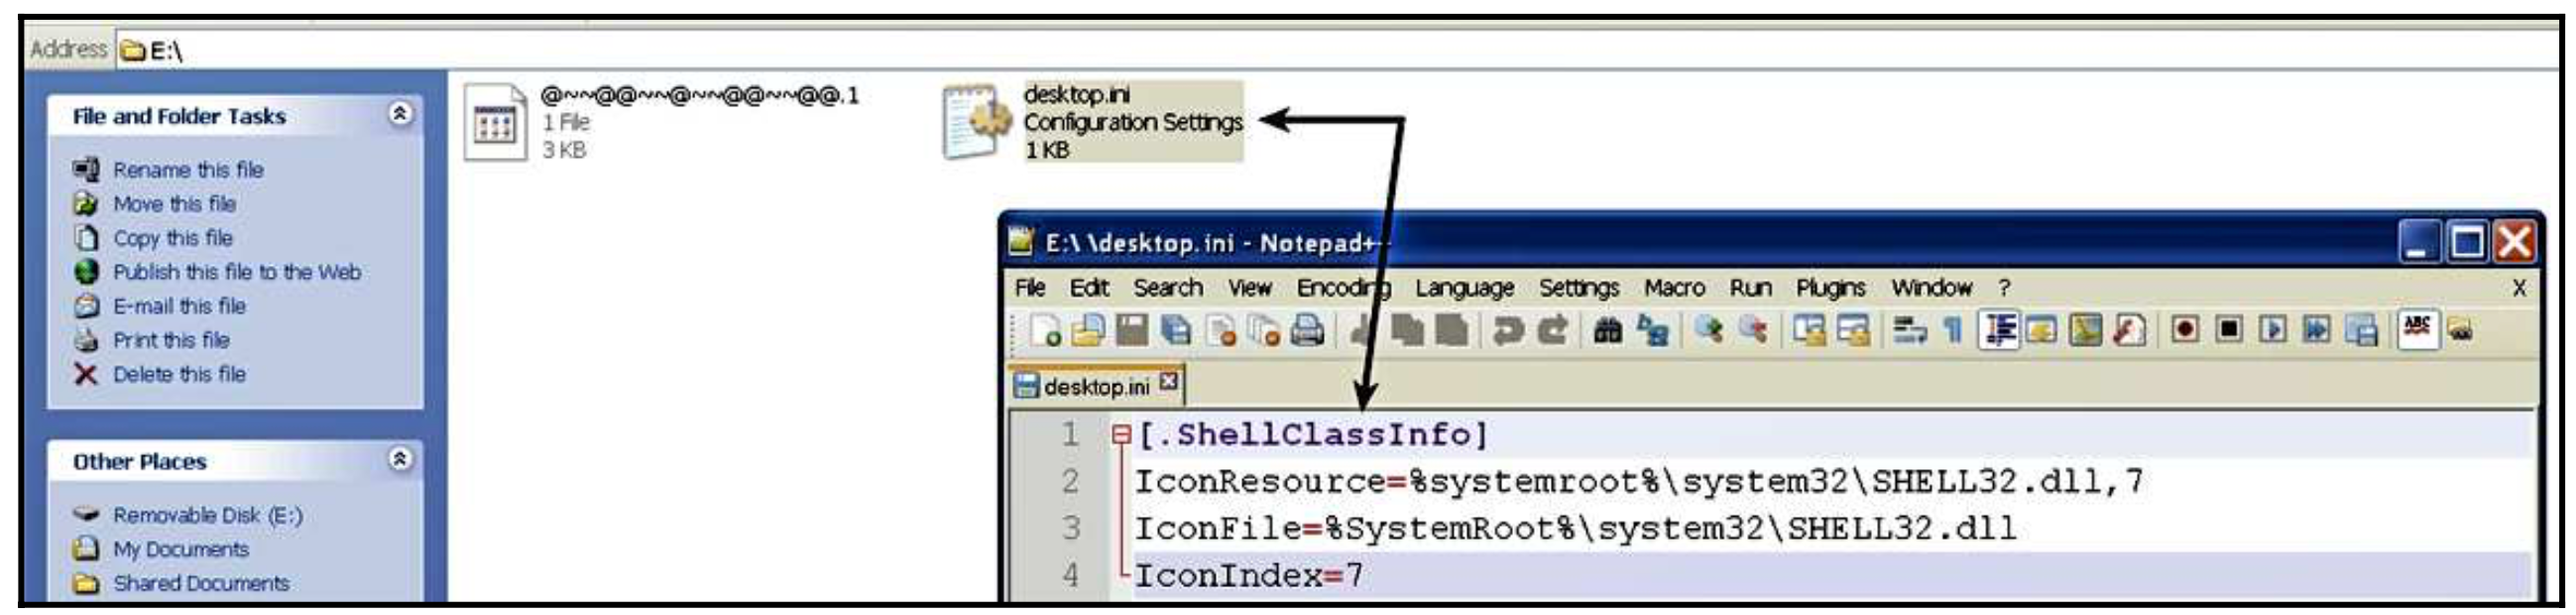 Address E:\
File and Folder Tasks
Rename this file
Move this file
Copy this file
Publish this file to the Web
E-mail this file
Print this file
Delete this file
Other Places
Removable Disk (E:)
My Documents
Shared Documents
@~~@@~~@~~@@~~@@.1
1 File
3 KB
desktop.ini
Configuration Settings
1 KB
E:\ \desktop.ini - Notepad+
File Edit Search View Encoding Language Settings Macro Run Plugins Window ? X
ABC
desktop.ini
1 [.ShellClassInfo]
2 IconResource=%systemroot%\system32\SHELL32.dll,7
3 IconFile=%SystemRoot%\system32\SHELL32.dll
4 IconIndex=7